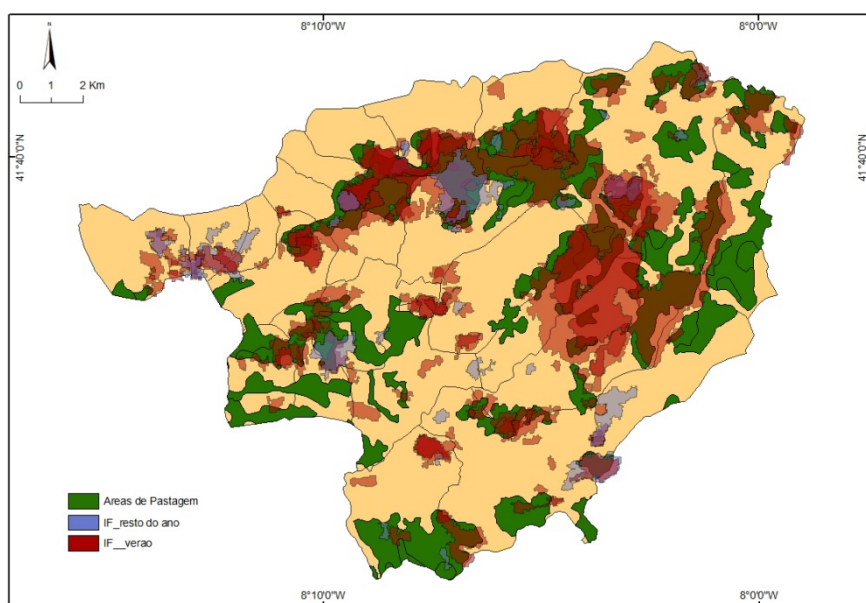 8°10'0"W 8°0'0"W
N
0 1 2 Km
41°40'N 41°40'0"N
Areas de Pastagem
IF_resto do ano
IF__verao
8°10'0"W 8°0'0"W